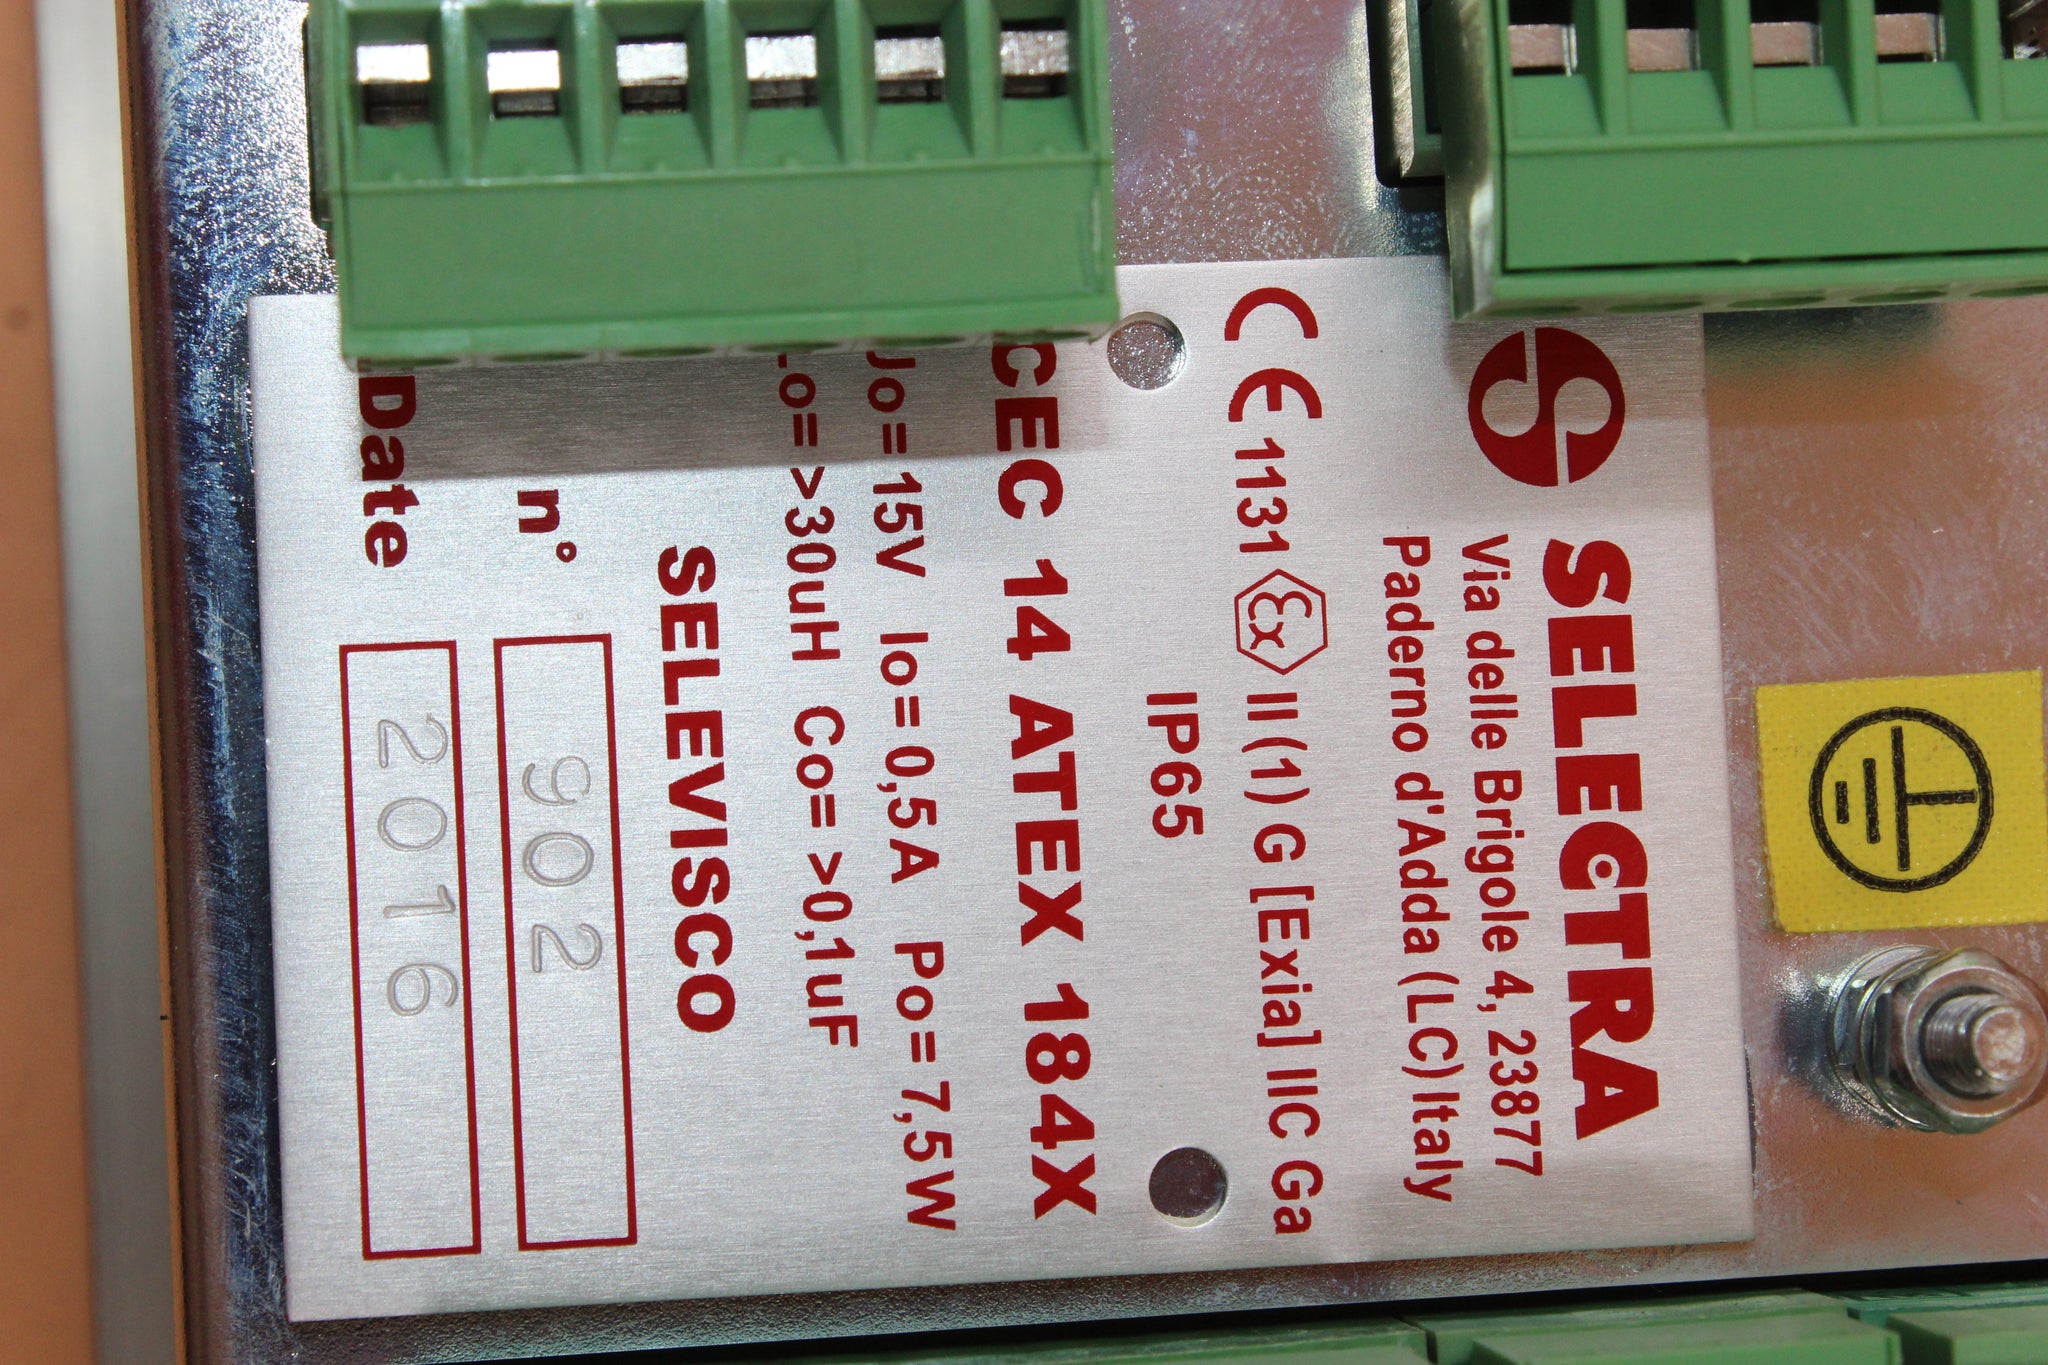 SELECTRA
Via delle Brigole 4, 23877
Paderno d'Adda (LC) Italy
CE 1131 Ex II (1) G [Exia] IIC Ga
IP65
CEC 14 ATEX 184X
Uo=15V Io=0,5A Po=7,5W
Lo=>30uH Co=>0,1uF
SELEVISCO
n° 902
Date 2016